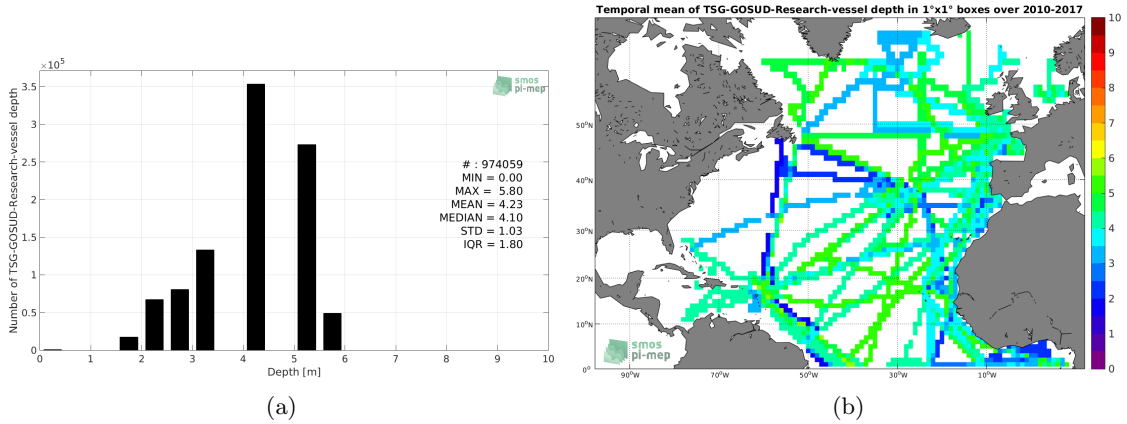 ×10⁵
3.5
3
2.5
2
1.5
1
0.5
0
0 1 2 3 4 5 6 7 8 9 10
Number of TSG-GOSUD-Research-vessel depth
Depth [m]
smos
pi-mep
# : 974059
MIN = 0.00
MAX = 5.80
MEAN = 4.23
MEDIAN = 4.10
STD = 1.03
IQR = 1.80
(a)
Temporal mean of TSG-GOSUD-Research-vessel depth in 1°x1° boxes over 2010-2017
50°N
40°N
30°N
20°N
10°N
0°
90°W 70°W 50°W 30°W 10°W
smos
pi-mep
10
9
8
7
6
5
4
3
2
1
0
(b)